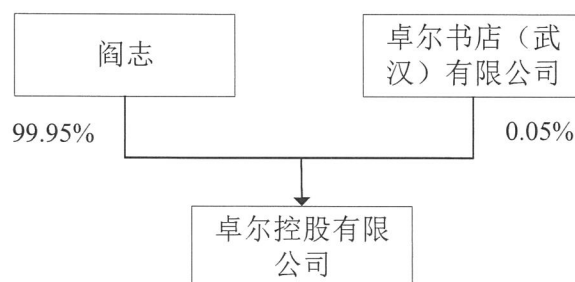 阎志
卓尔书店（武
汉）有限公司
99.95%
0.05%
卓尔控股有限
公司